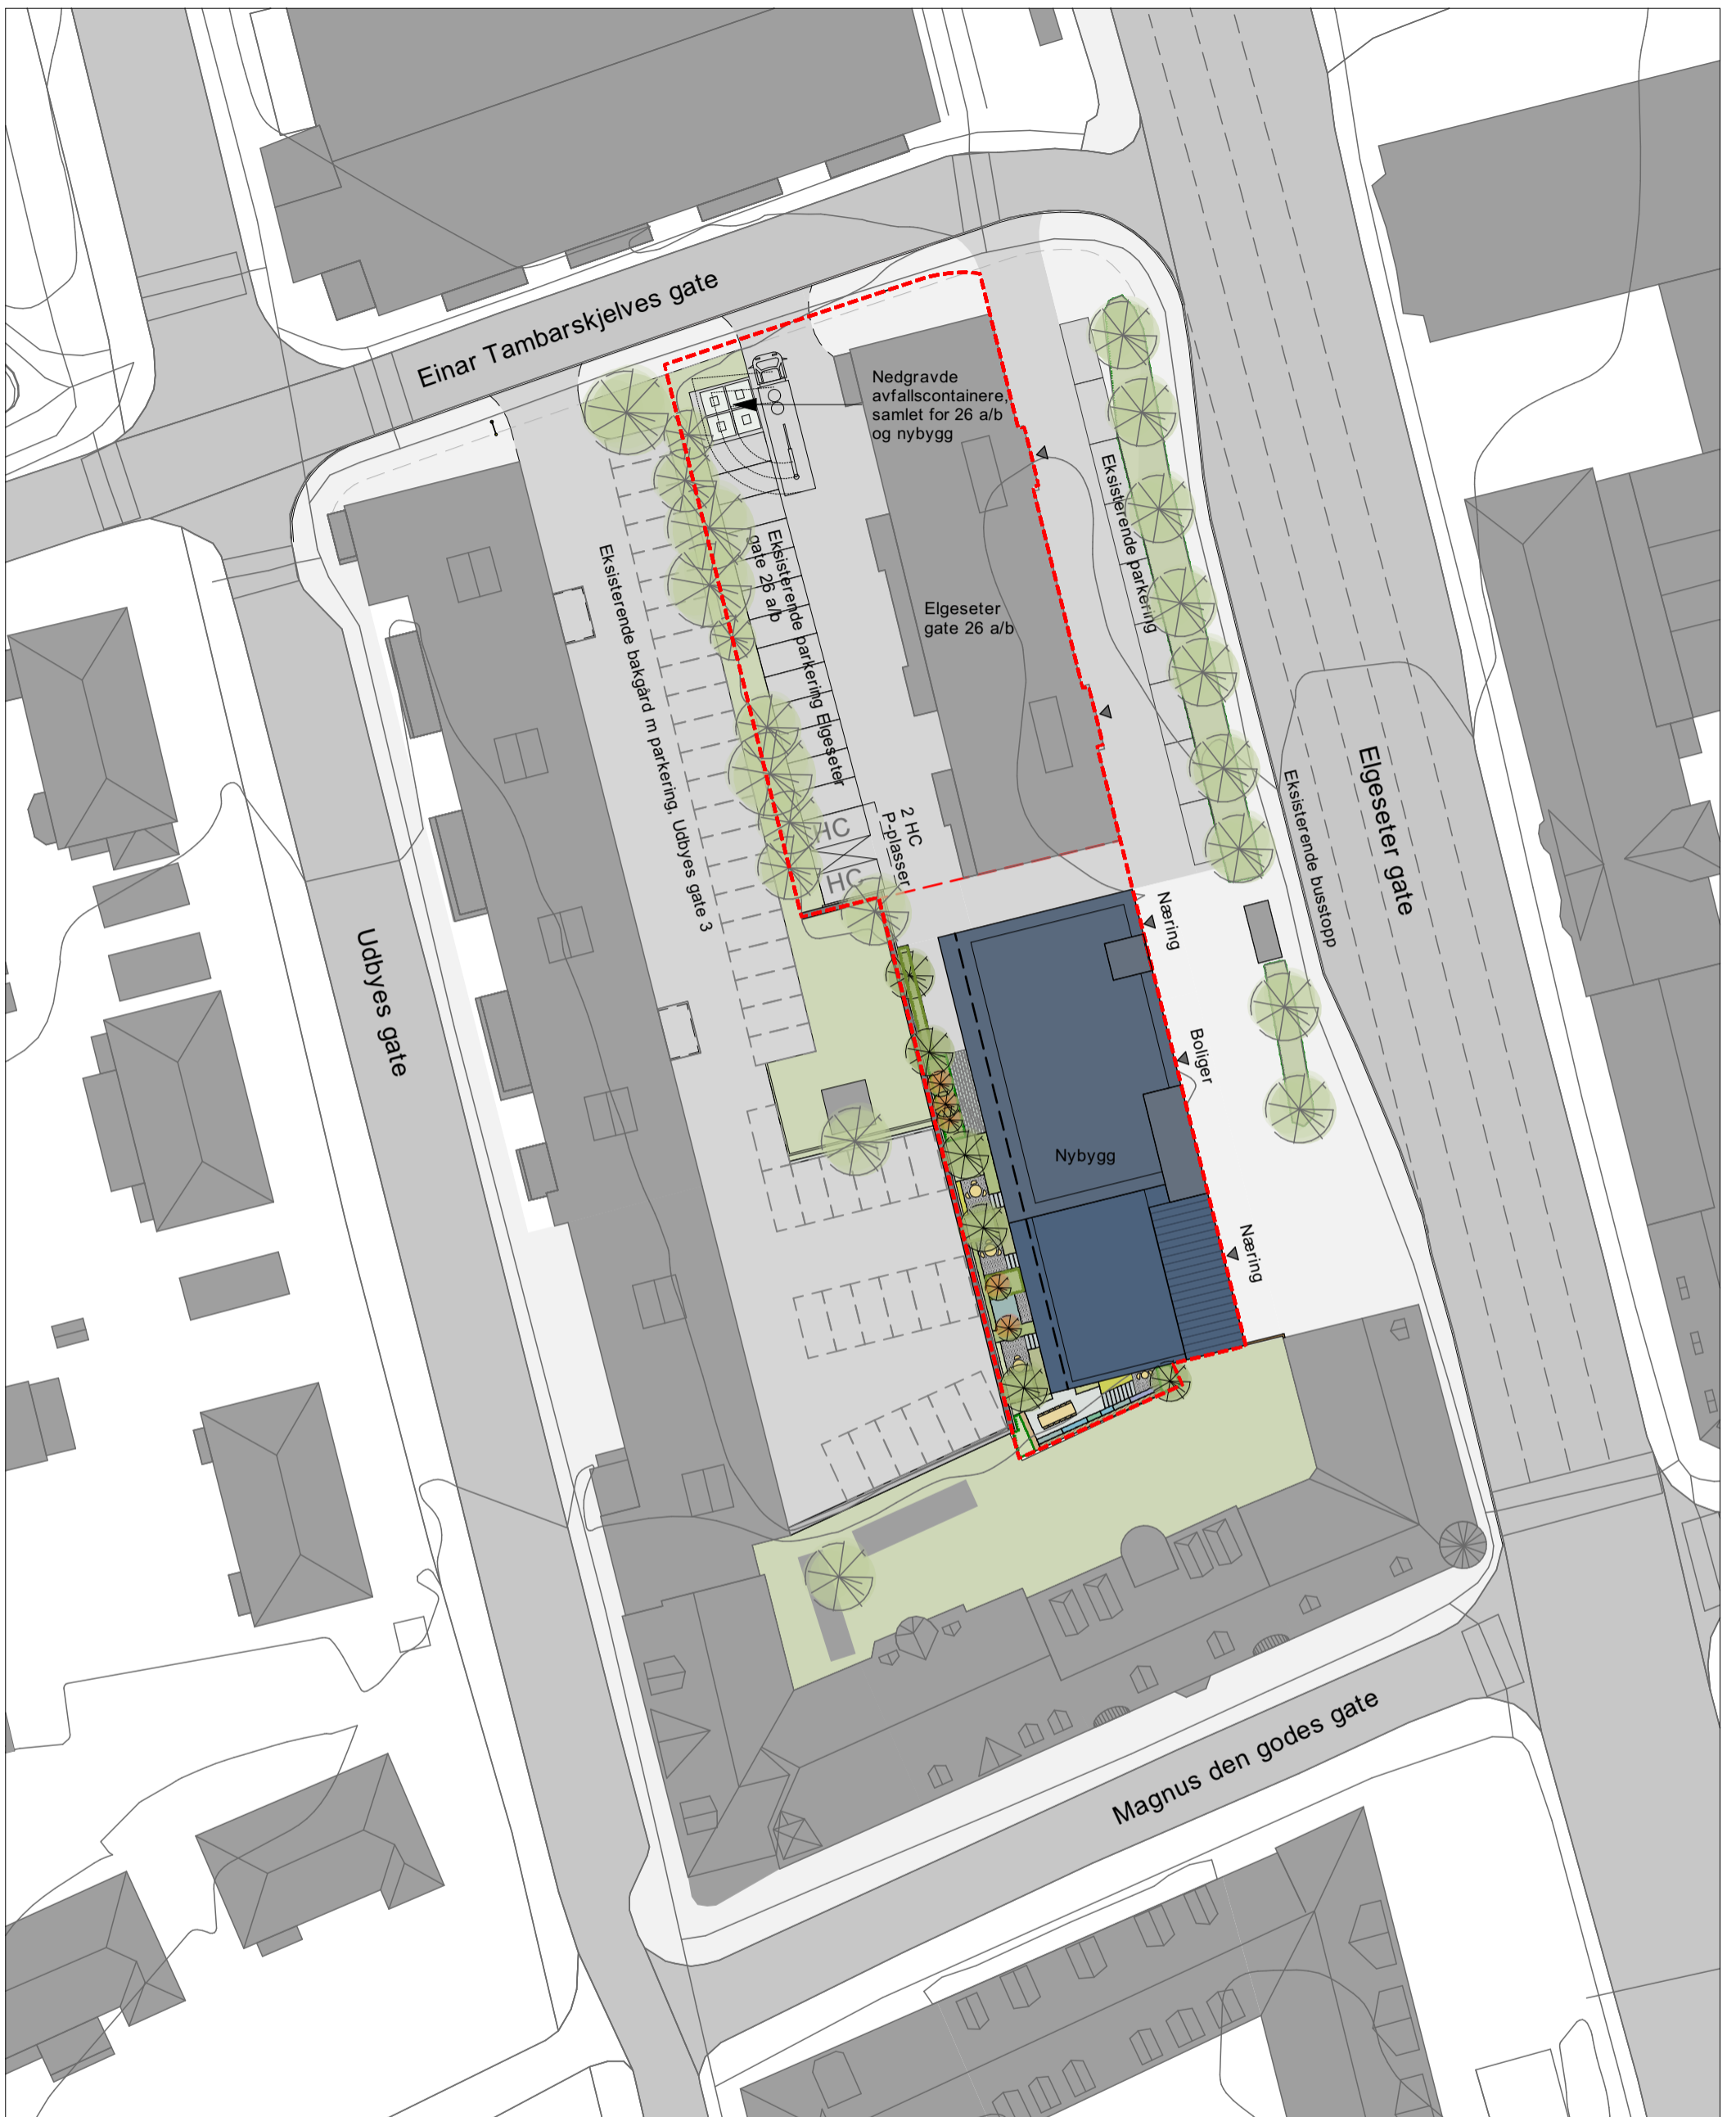 Einar Tambarskjelves gate
Nedgravde
avfallscontainere,
samlet for 26 a/b
og nybygg
Eksisterende parkering
Eksisterende parkering Elgeseter
gate 26 a/b
Eksisterende bakgård m parkering, Udbyes gate 3
Elgeseter
gate 26 a/b
2 HC
P-plasser
HC
HC
Elgeseter gate
Eksisterende busstopp
Udbyes gate
Næring
Boliger
Nybygg
Næring
Magnus den godes gate